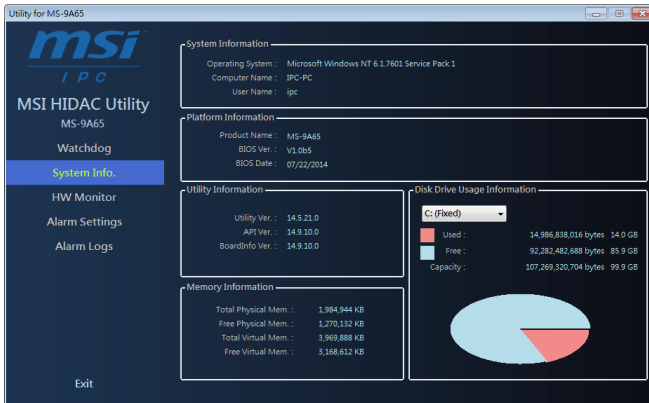 Utility for MS-9A65
msi
IPC
MSI HIDAC Utility
MS-9A65
Watchdog
System Info.
HW Monitor
Alarm Settings
Alarm Logs
Exit
System Information
Operating System : Microsoft Windows NT 6.1.7601 Service Pack 1
Computer Name : IPC-PC
User Name : ipc
Platform Information
Product Name : MS-9A65
BIOS Ver. : V1.0b5
BIOS Date : 07/22/2014
Utility Information
Utility Ver. : 14.5.21.0
API Ver. : 14.9.10.0
BoardInfo Ver. : 14.9.10.0
Memory Information
Total Physical Mem. : 1,984,944 KB
Free Physical Mem. : 1,270,132 KB
Total Virtual Mem. : 3,969,888 KB
Free Virtual Mem. : 3,168,612 KB
Disk Drive Usage Information
C: (Fixed)
Used : 14,986,838,016 bytes 14.0 GB
Free : 92,282,482,688 bytes 85.9 GB
Capacity : 107,269,320,704 bytes 99.9 GB